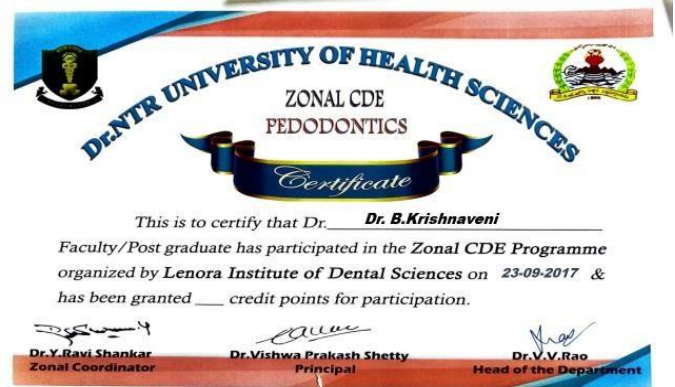 Dr.NTR UNIVERSITY OF HEALTH SCIENCES
ZONAL CDE
PEDODONTICS
Certificate
This is to certify that Dr. Dr. B.Krishnaveni
Faculty/Post graduate has participated in the Zonal CDE Programme
organized by Lenora Institute of Dental Sciences on 23-09-2017 &
has been granted ___ credit points for participation.
Dr.Y.Ravi Shankar
Zonal Coordinator
Dr.Vishwa Prakash Shetty
Principal
Dr.V.V.Rao
Head of the Department